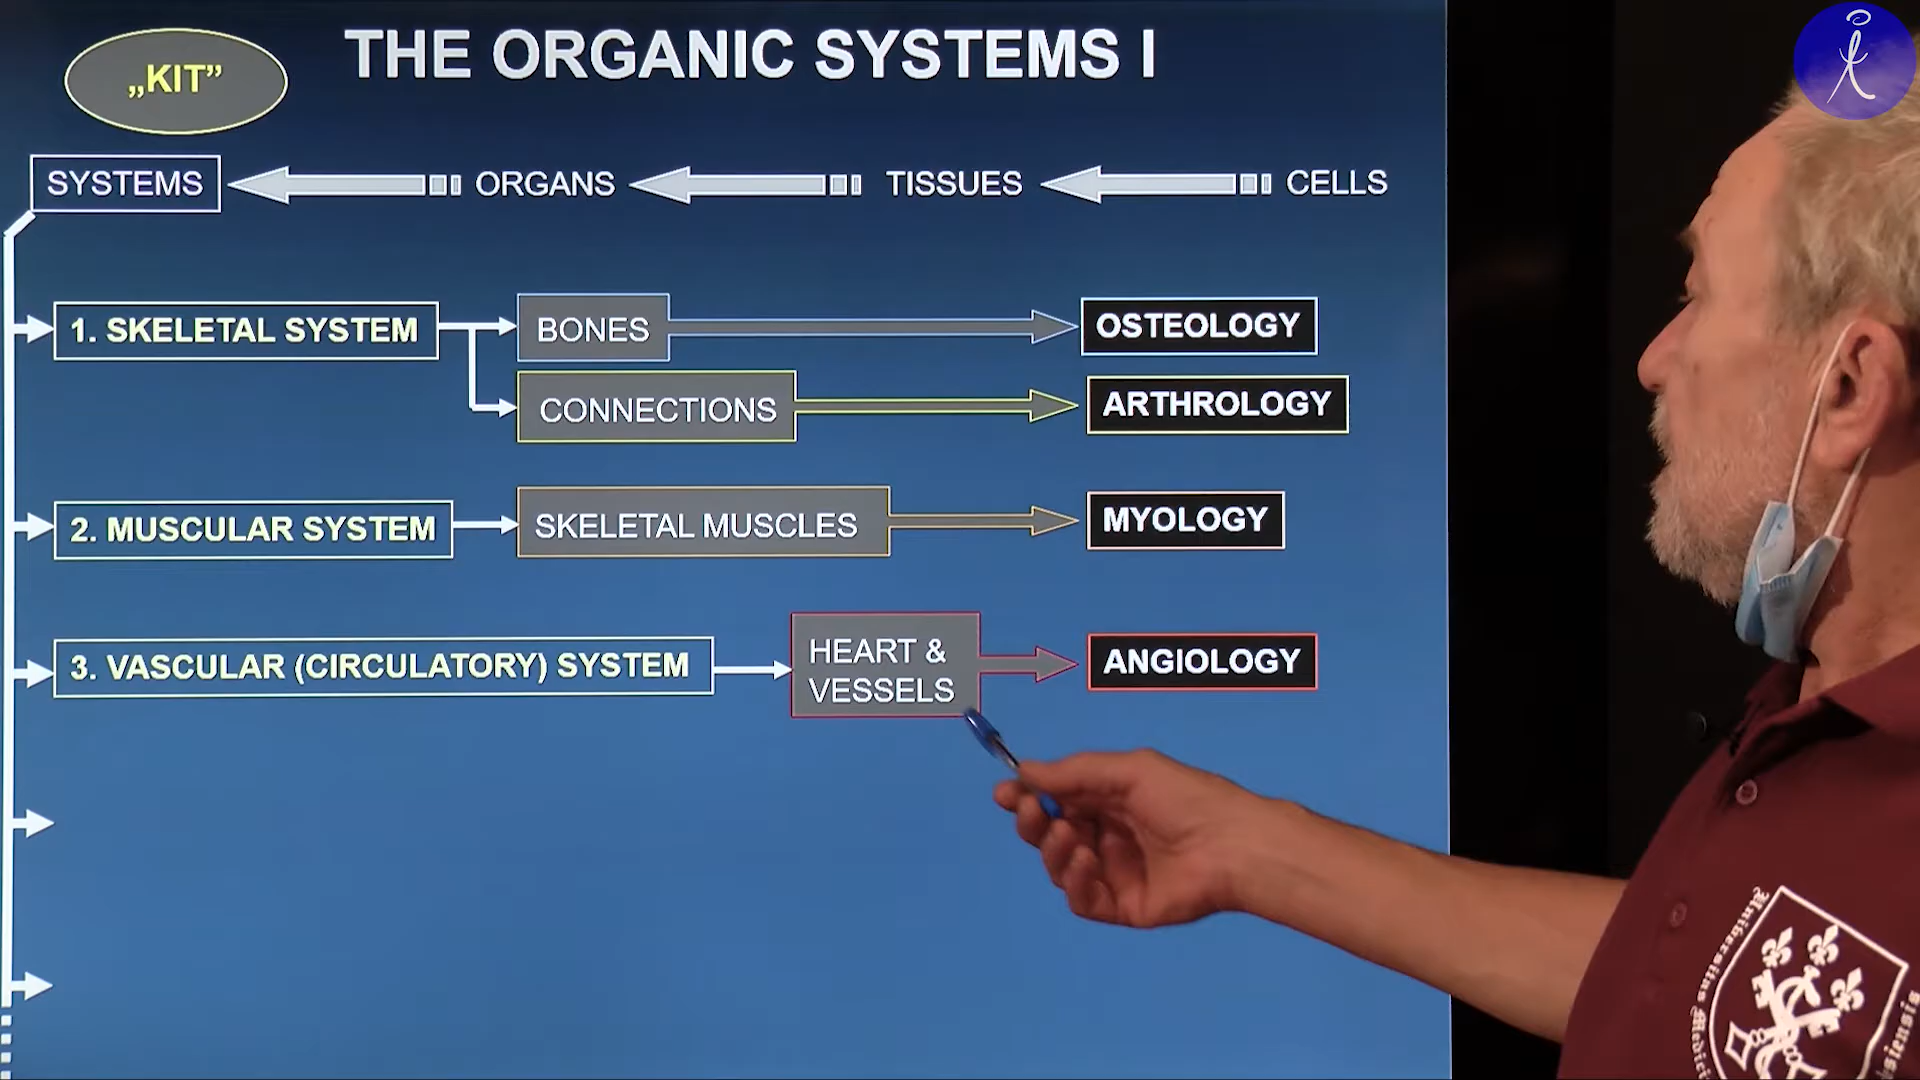 „KIT”
THE ORGANIC SYSTEMS I
SYSTEMS
ORGANS
TISSUES
CELLS
1. SKELETAL SYSTEM
BONES
OSTEOLOGY
CONNECTIONS
ARTHROLOGY
2. MUSCULAR SYSTEM
SKELETAL MUSCLES
MYOLOGY
3. VASCULAR (CIRCULATORY) SYSTEM
HEART &
VESSELS
ANGIOLOGY
Universitas